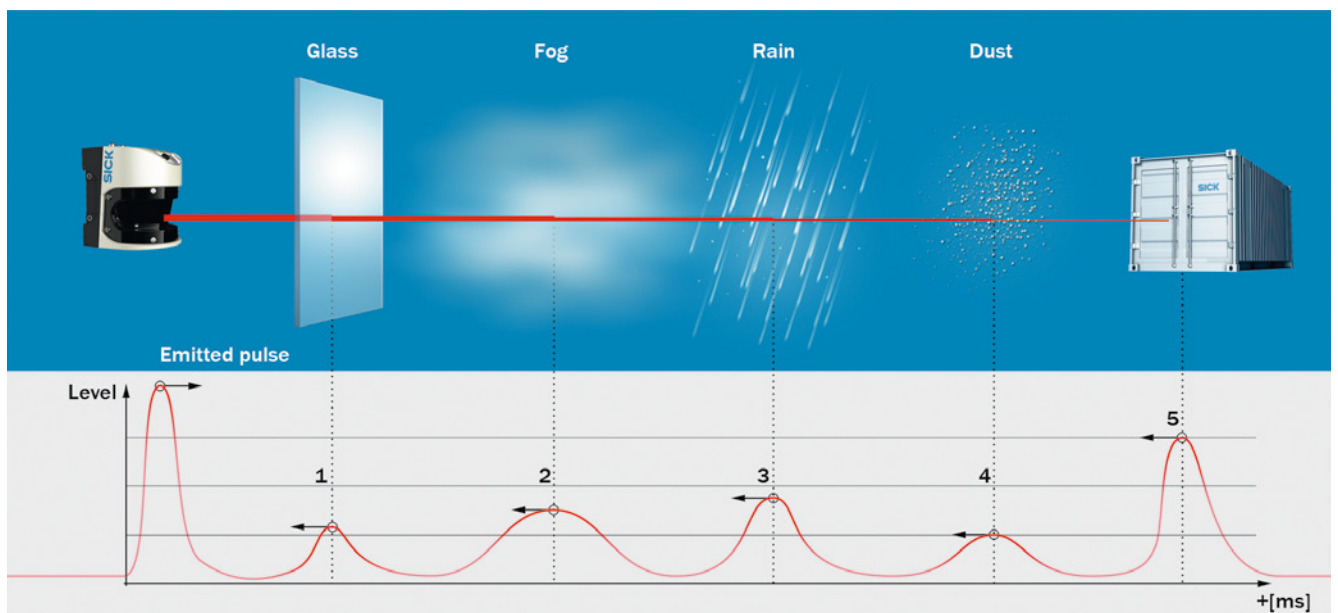 Glass
Fog
Rain
Dust
SICK
SICK
Emitted pulse
Level
1
2
3
4
5
+[ms]